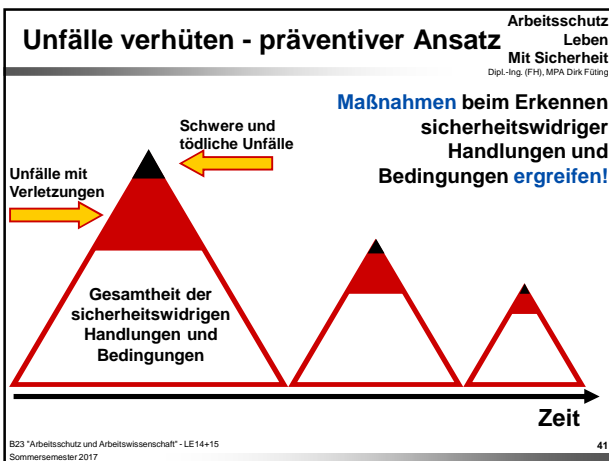 Unfälle verhüten - präventiver Ansatz
Arbeitsschutz
Leben
Mit Sicherheit
Dipl.-Ing. (FH), MPA Dirk Füting
Maßnahmen beim Erkennen
sicherheitswidriger
Handlungen und
Bedingungen ergreifen!
Schwere und
tödliche Unfälle
Unfälle mit
Verletzungen
Gesamtheit der
sicherheitswidrigen
Handlungen und
Bedingungen
Zeit
B23 "Arbeitsschutz und Arbeitswissenschaft" - LE14+15
Sommersemester 2017
41